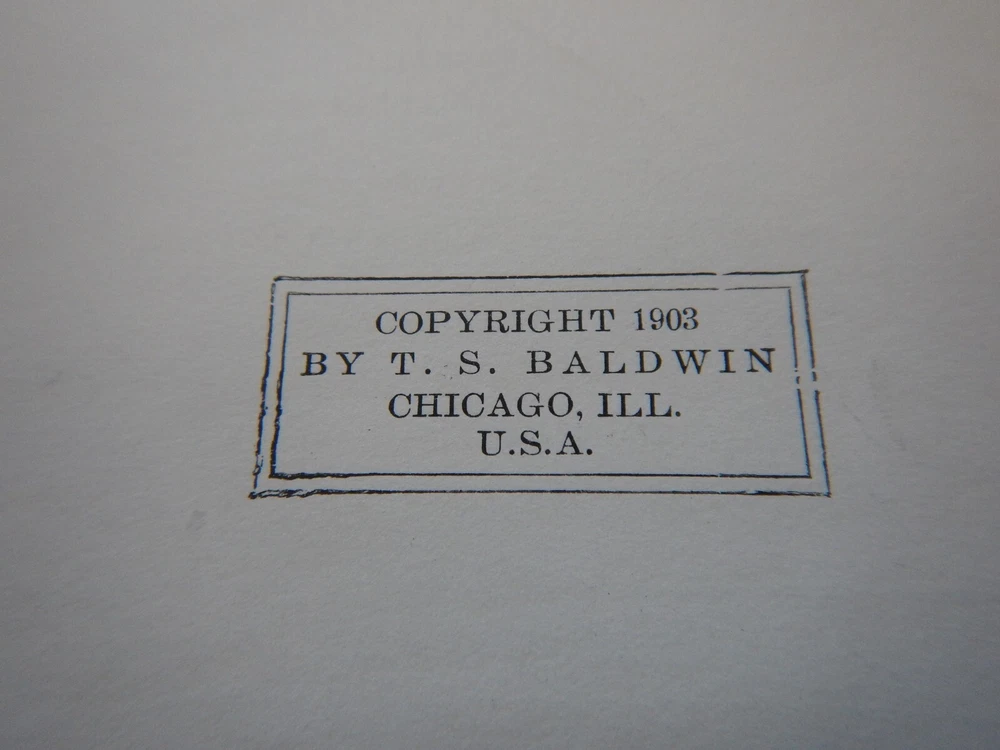 COPYRIGHT 1903
BY T. S. BALDWIN
CHICAGO, ILL.
U.S.A.